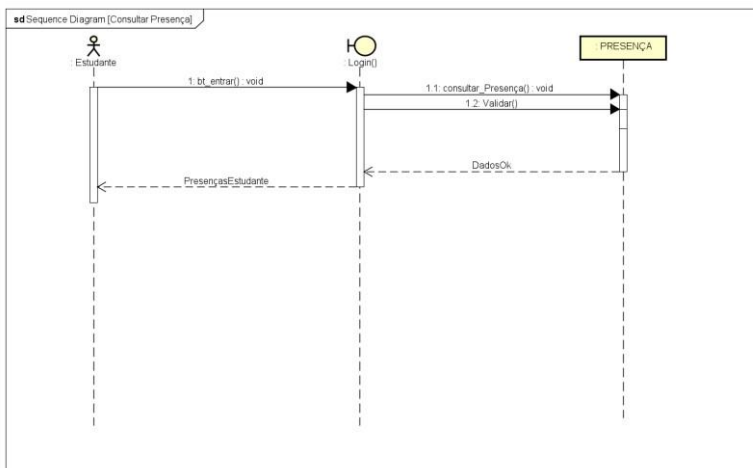 sd Sequence Diagram [Consultar Presença]
: Estudante
: Login()
: PRESENÇA
1: bt_entrar() : void
1.1: consultar_Presença() : void
1.2: Validar()
DadosOk
PresençasEstudante